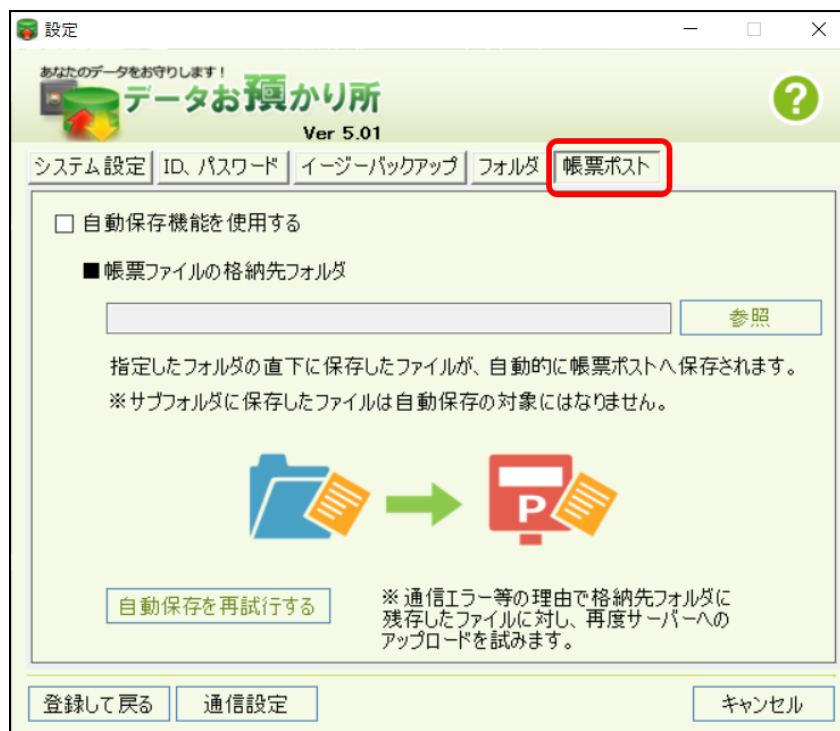 設定
あなたのデータをお守りします!
データお預かり所
Ver 5.01
?
システム設定 ID、パスワード イージーバックアップ フォルダ 帳票ポスト
自動保存機能を使用する
■帳票ファイルの格納先フォルダ
参照
指定したフォルダの直下に保存したファイルが、自動的に帳票ポストへ保存されます。
※サブフォルダに保存したファイルは自動保存の対象にはなりません。
P
自動保存を再試行する
※通信エラー等の理由で格納先フォルダに
残存したファイルに対し、再度サーバーへの
アップロードを試みます。
登録して戻る 通信設定 キャンセル